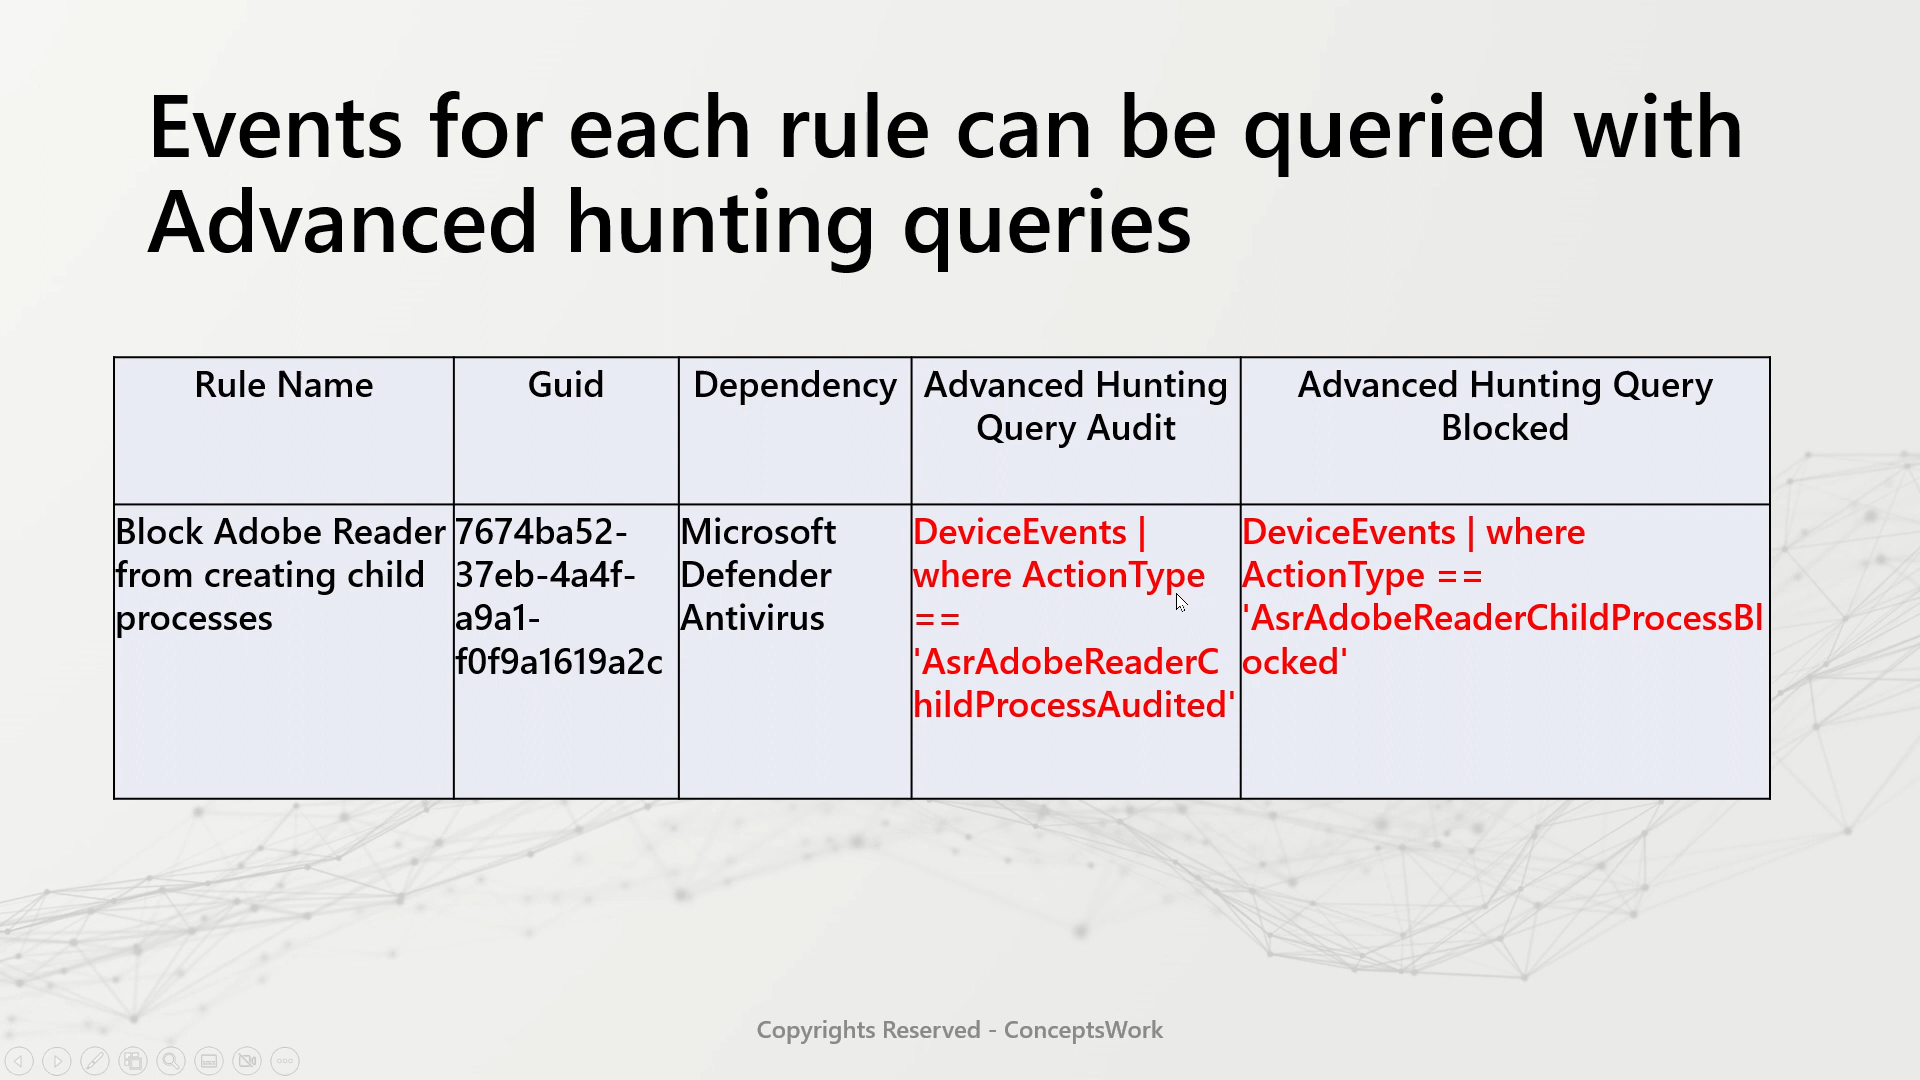 Events for each rule can be queried with
Advanced hunting queries
Rule Name
Guid
Dependency
Advanced Hunting
Query Audit
Advanced Hunting Query
Blocked
Block Adobe Reader
from creating child
processes
7674ba52-
37eb-4a4f-
a9a1-
f0f9a1619a2c
Microsoft
Defender
Antivirus
DeviceEvents |
where ActionType
==
'AsrAdobeReaderC
hildProcessAudited'
DeviceEvents | where
ActionType ==
'AsrAdobeReaderChildProcessBl
ocked'
Copyrights Reserved - ConceptsWork